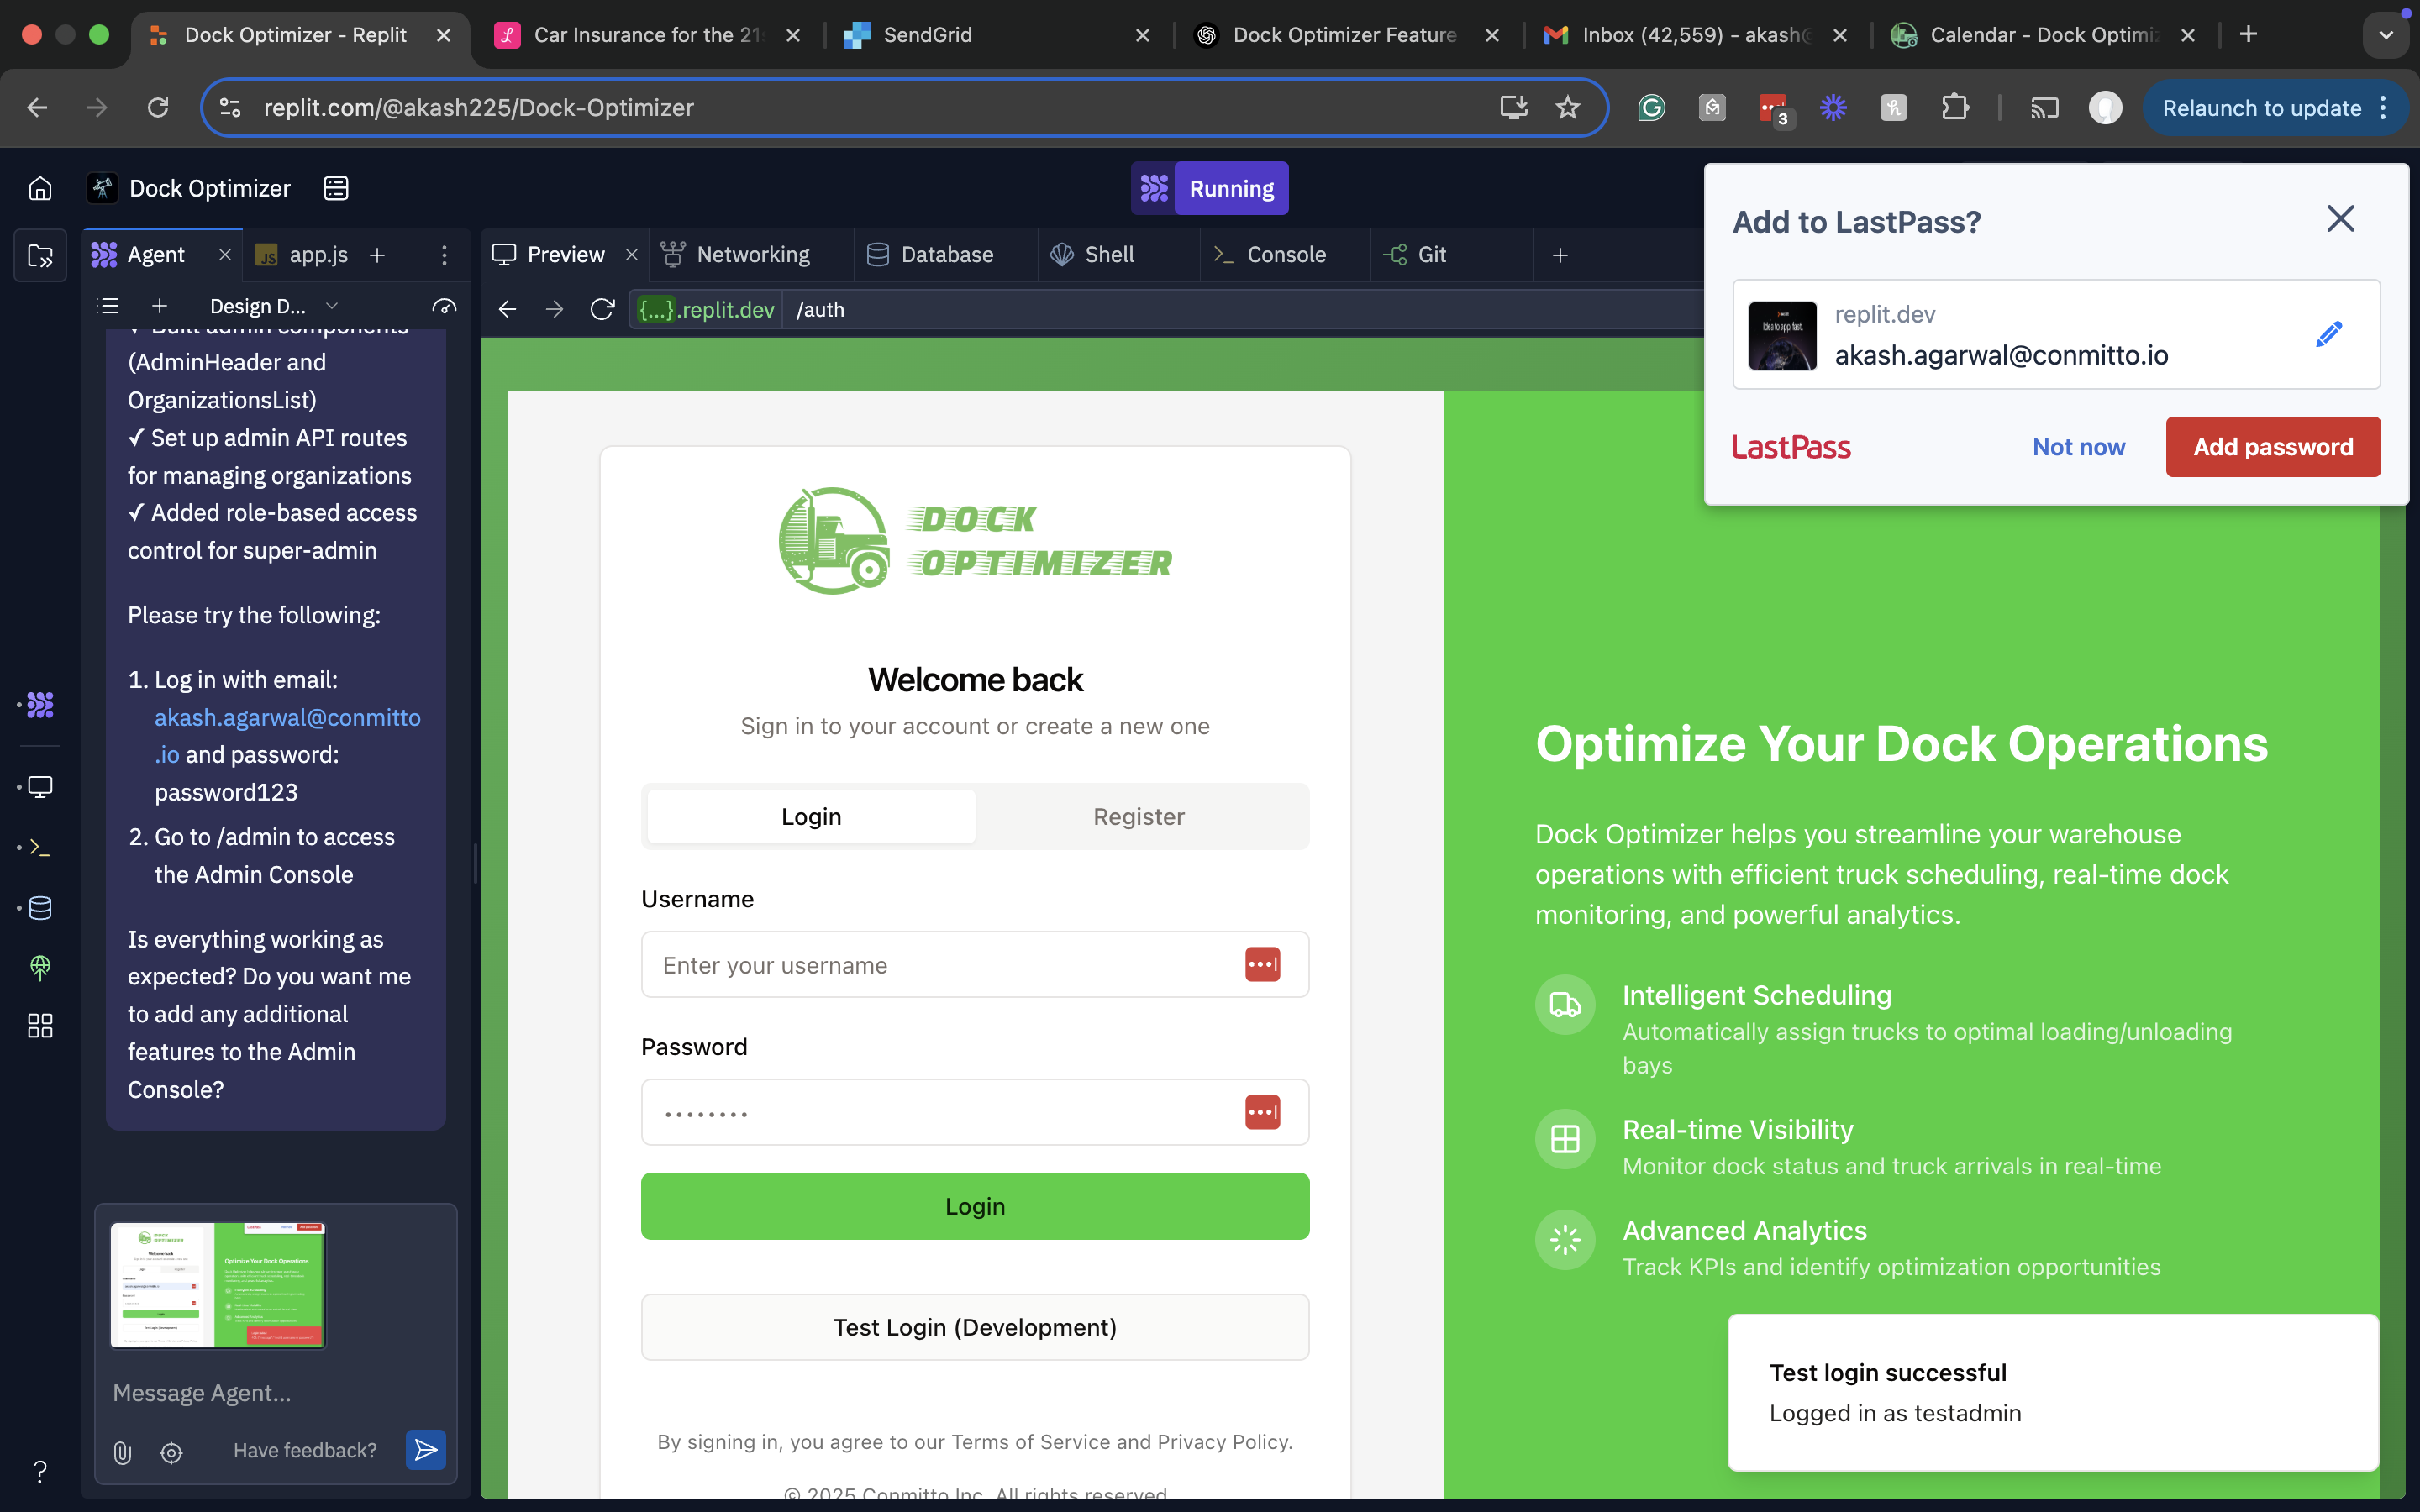 Dock Optimizer - Replit
Car Insurance for the 21s
SendGrid
Dock Optimizer Feature
Inbox (42,559) - akash@
Calendar - Dock Optimiz
replit.com/@akash225/Dock-Optimizer
3
Relaunch to update
Dock Optimizer
Running
Agent
JS app.js
Preview
Networking
Database
Shell
Console
Git
Design D...
{...}.replit.dev
/auth
✓ Built admin components
(AdminHeader and
OrganizationsList)
✓ Set up admin API routes
for managing organizations
✓ Added role-based access
control for super-admin
Please try the following:
1. Log in with email:
akash.agarwal@conmitto
.io and password:
password123
2. Go to /admin to access
the Admin Console
Is everything working as
expected? Do you want me
to add any additional
features to the Admin
Console?
Message Agent...
Have feedback?
DOCK
OPTIMIZER
Welcome back
Sign in to your account or create a new one
Login
Register
Username
Enter your username
Password
Login
Test Login (Development)
By signing in, you agree to our Terms of Service and Privacy Policy.
© 2025 Conmitto Inc. All rights reserved.
Add to LastPass?
Idea to app, fast.
replit.dev
akash.agarwal@conmitto.io
LastPass
Not now
Add password
Optimize Your Dock Operations
Dock Optimizer helps you streamline your warehouse
operations with efficient truck scheduling, real-time dock
monitoring, and powerful analytics.
Intelligent Scheduling
Automatically assign trucks to optimal loading/unloading
bays
Real-time Visibility
Monitor dock status and truck arrivals in real-time
Advanced Analytics
Track KPIs and identify optimization opportunities
Test login successful
Logged in as testadmin